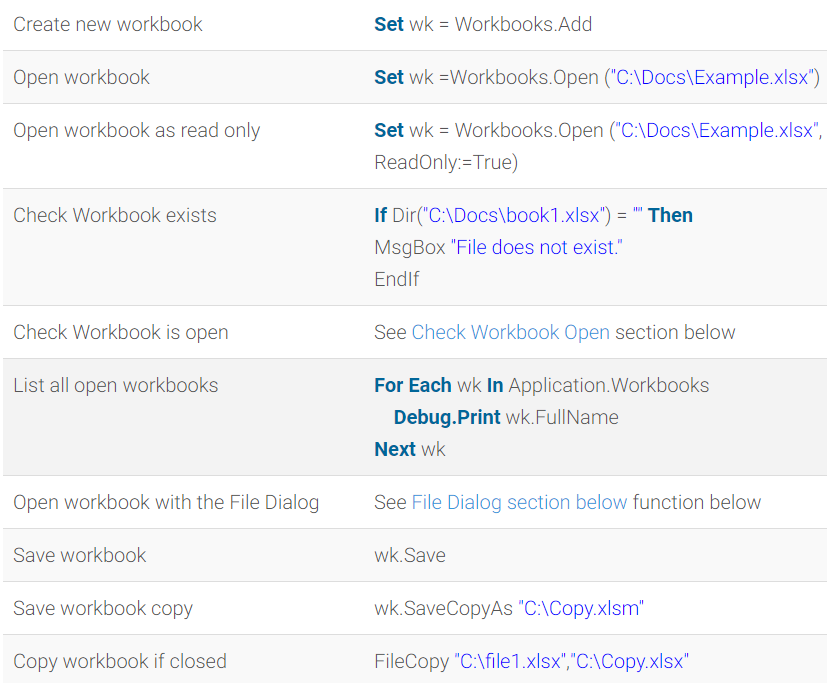 Create new workbook Set wk = Workbooks.Add
Open workbook Set wk =Workbooks.Open ("C:\Docs\Example.xlsx")
Open workbook as read only Set wk = Workbooks.Open ("C:\Docs\Example.xlsx",
ReadOnly:=True)
Check Workbook exists If Dir("C:\Docs\book1.xlsx") = "" Then
MsgBox "File does not exist."
EndIf
Check Workbook is open See Check Workbook Open section below
List all open workbooks For Each wk In Application.Workbooks
Debug.Print wk.FullName
Next wk
Open workbook with the File Dialog See File Dialog section below function below
Save workbook wk.Save
Save workbook copy wk.SaveCopyAs "C:\Copy.xlsm"
Copy workbook if closed FileCopy "C:\file1.xlsx","C:\Copy.xlsx"